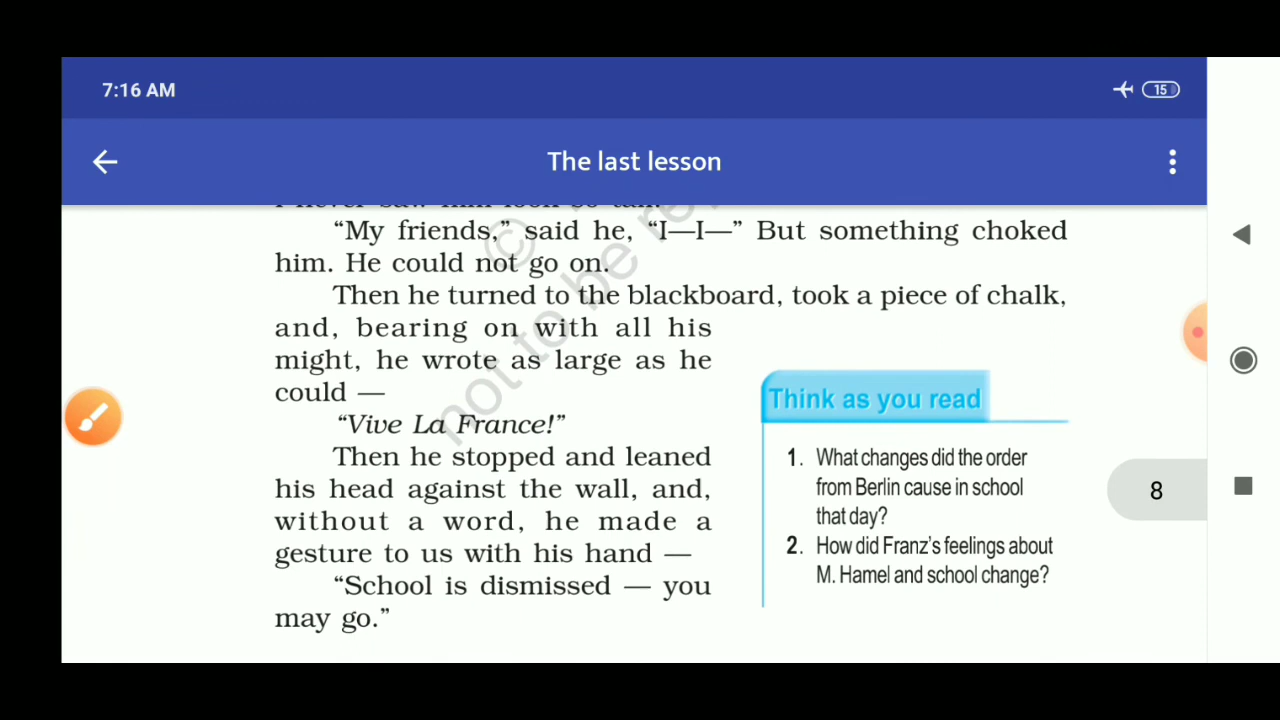 7:16 AM
15
The last lesson
“My friends,” said he, “I—I—” But something choked
him. He could not go on.
Then he turned to the blackboard, took a piece of chalk,
and, bearing on with all his
might, he wrote as large as he
could —
“Vive La France!”
Then he stopped and leaned
his head against the wall, and,
without a word, he made a
gesture to us with his hand —
“School is dismissed — you
may go.”
Think as you read
1. What changes did the order
from Berlin cause in school
that day?
2. How did Franz’s feelings about
M. Hamel and school change?
8
©
not to be re